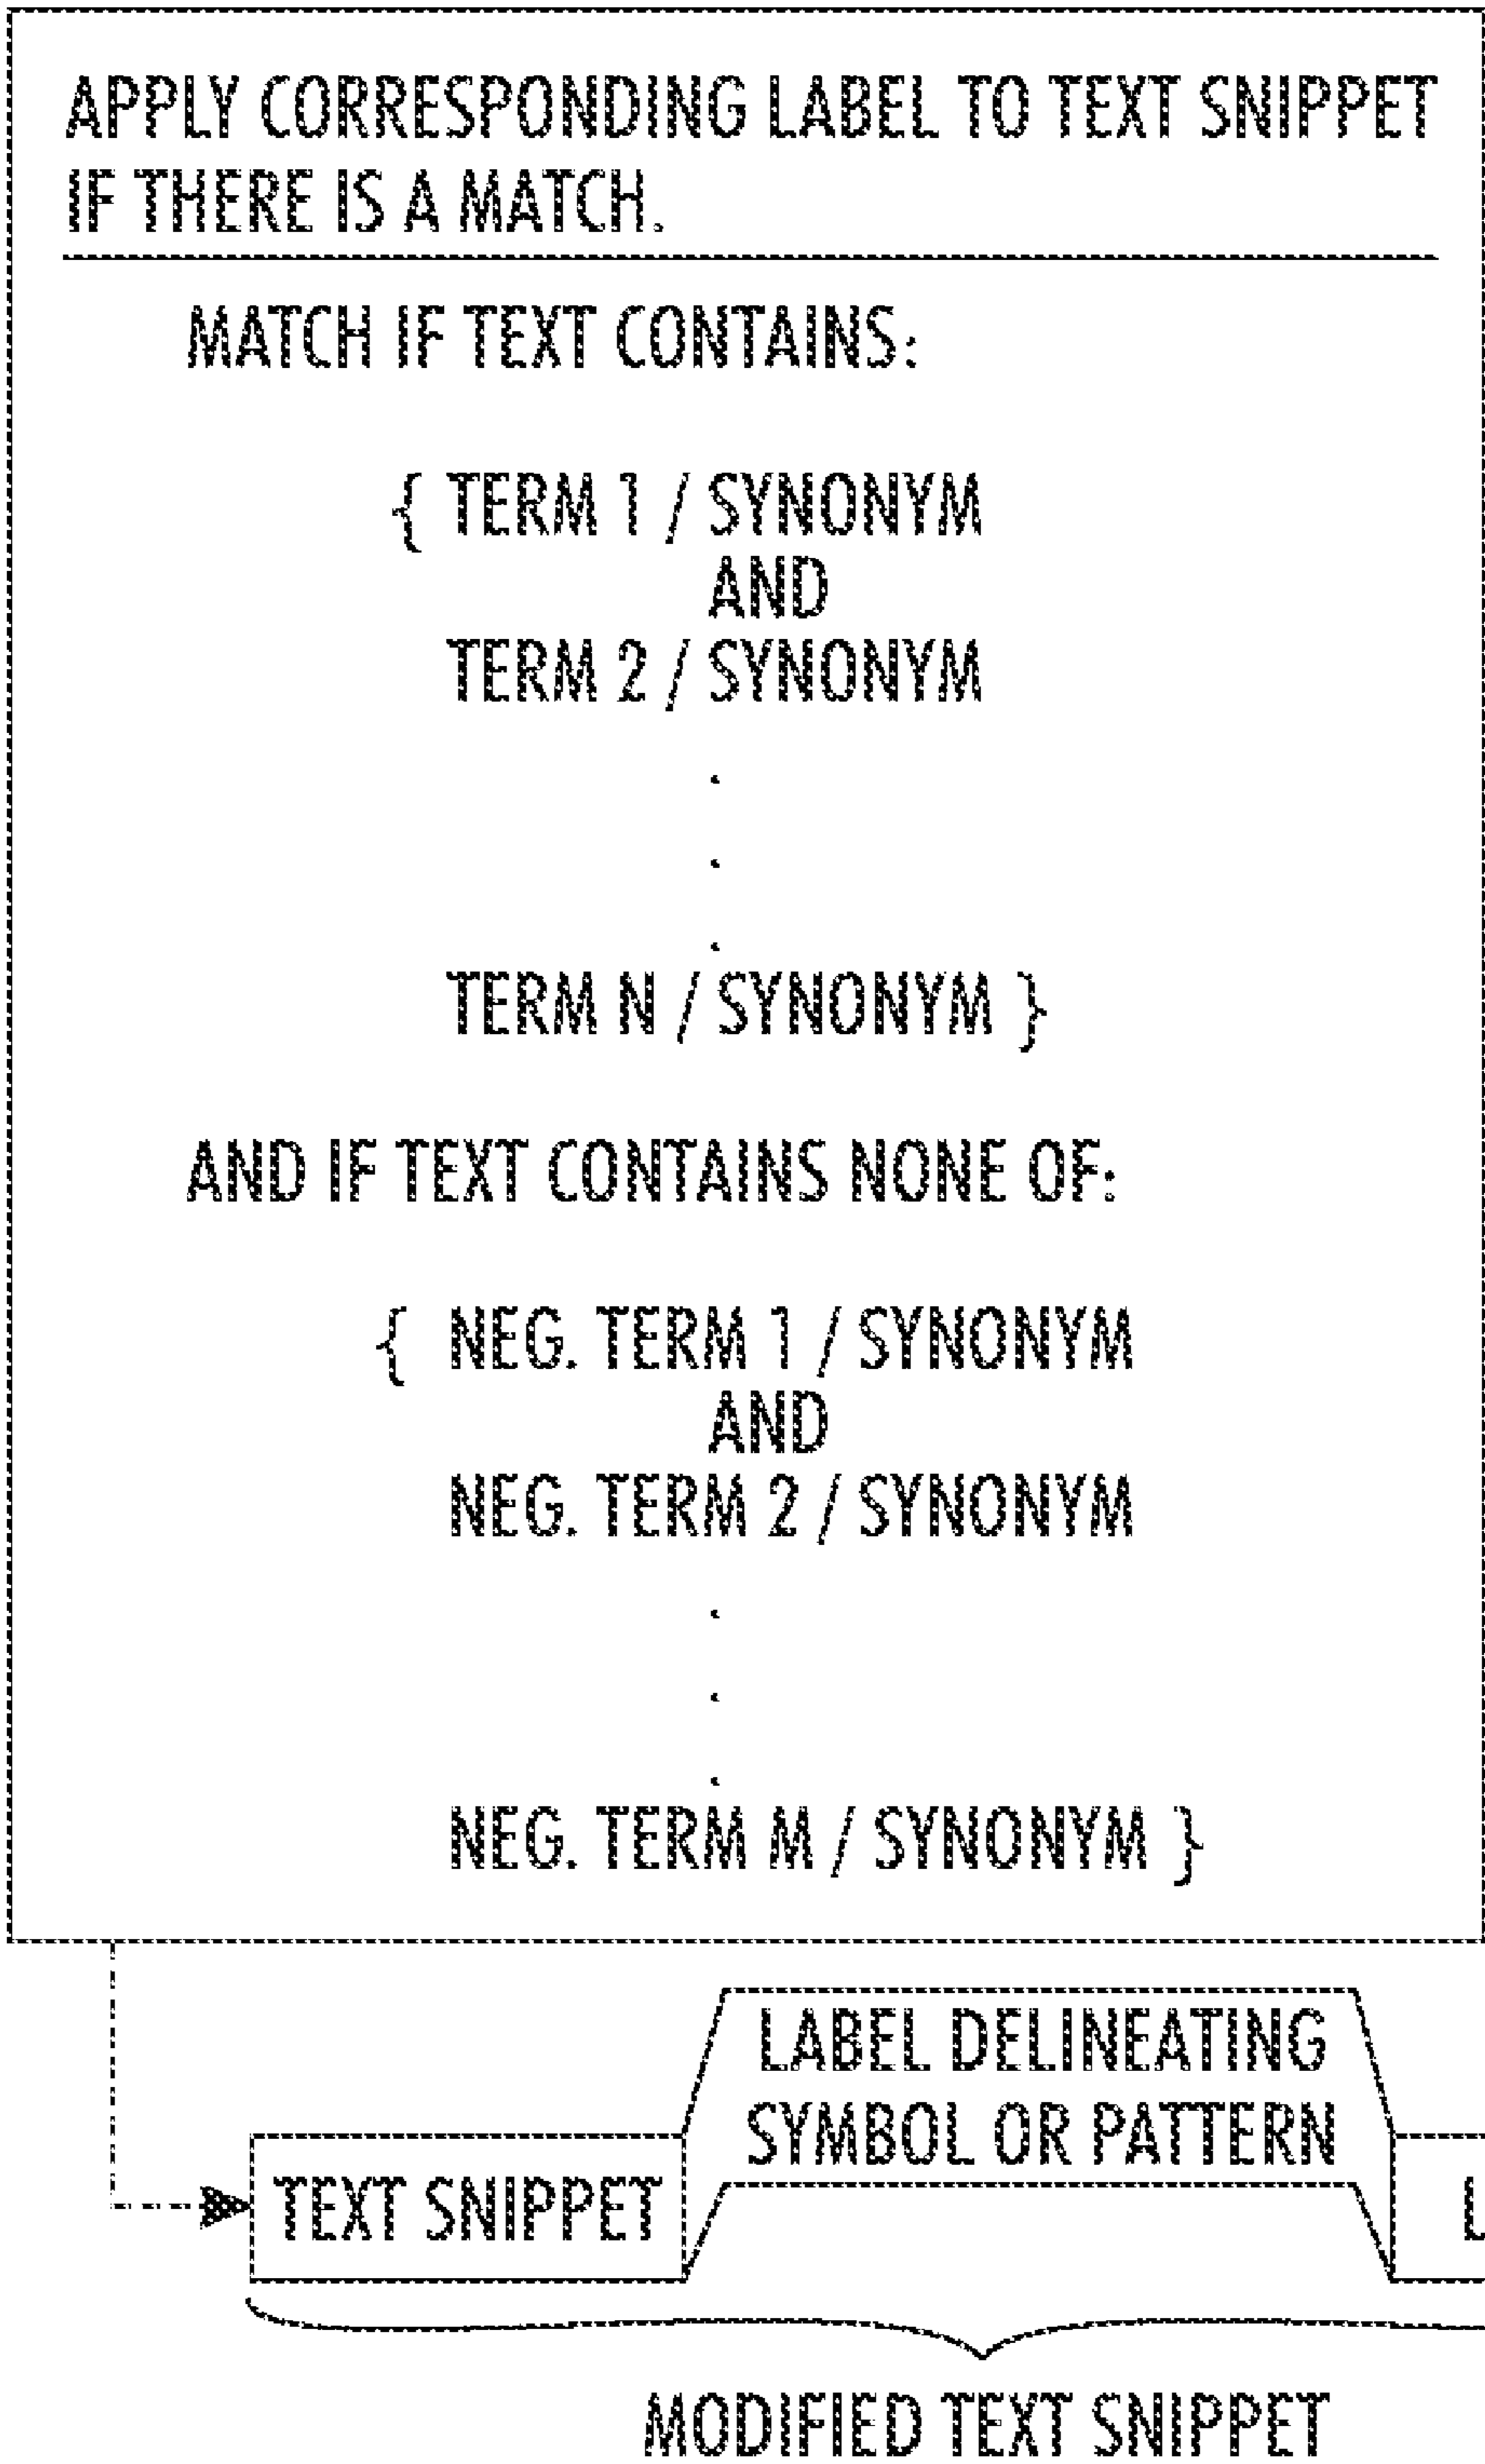 APPLY CORRESPONDING LABEL TO TEXT SNIPPET
IF THERE IS A MATCH.
MATCH IF TEXT CONTAINS:
{ TERM 1 / SYNONYM
AND
TERM 2 / SYNONYM
.
.
.
TERM N / SYNONYM }
AND IF TEXT CONTAINS NONE OF:
{ NEG. TERM 1 / SYNONYM
AND
NEG. TERM 2 / SYNONYM
.
.
.
NEG. TERM M / SYNONYM }
LABEL DELINEATING
SYMBOL OR PATTERN
TEXT SNIPPET
MODIFIED TEXT SNIPPET